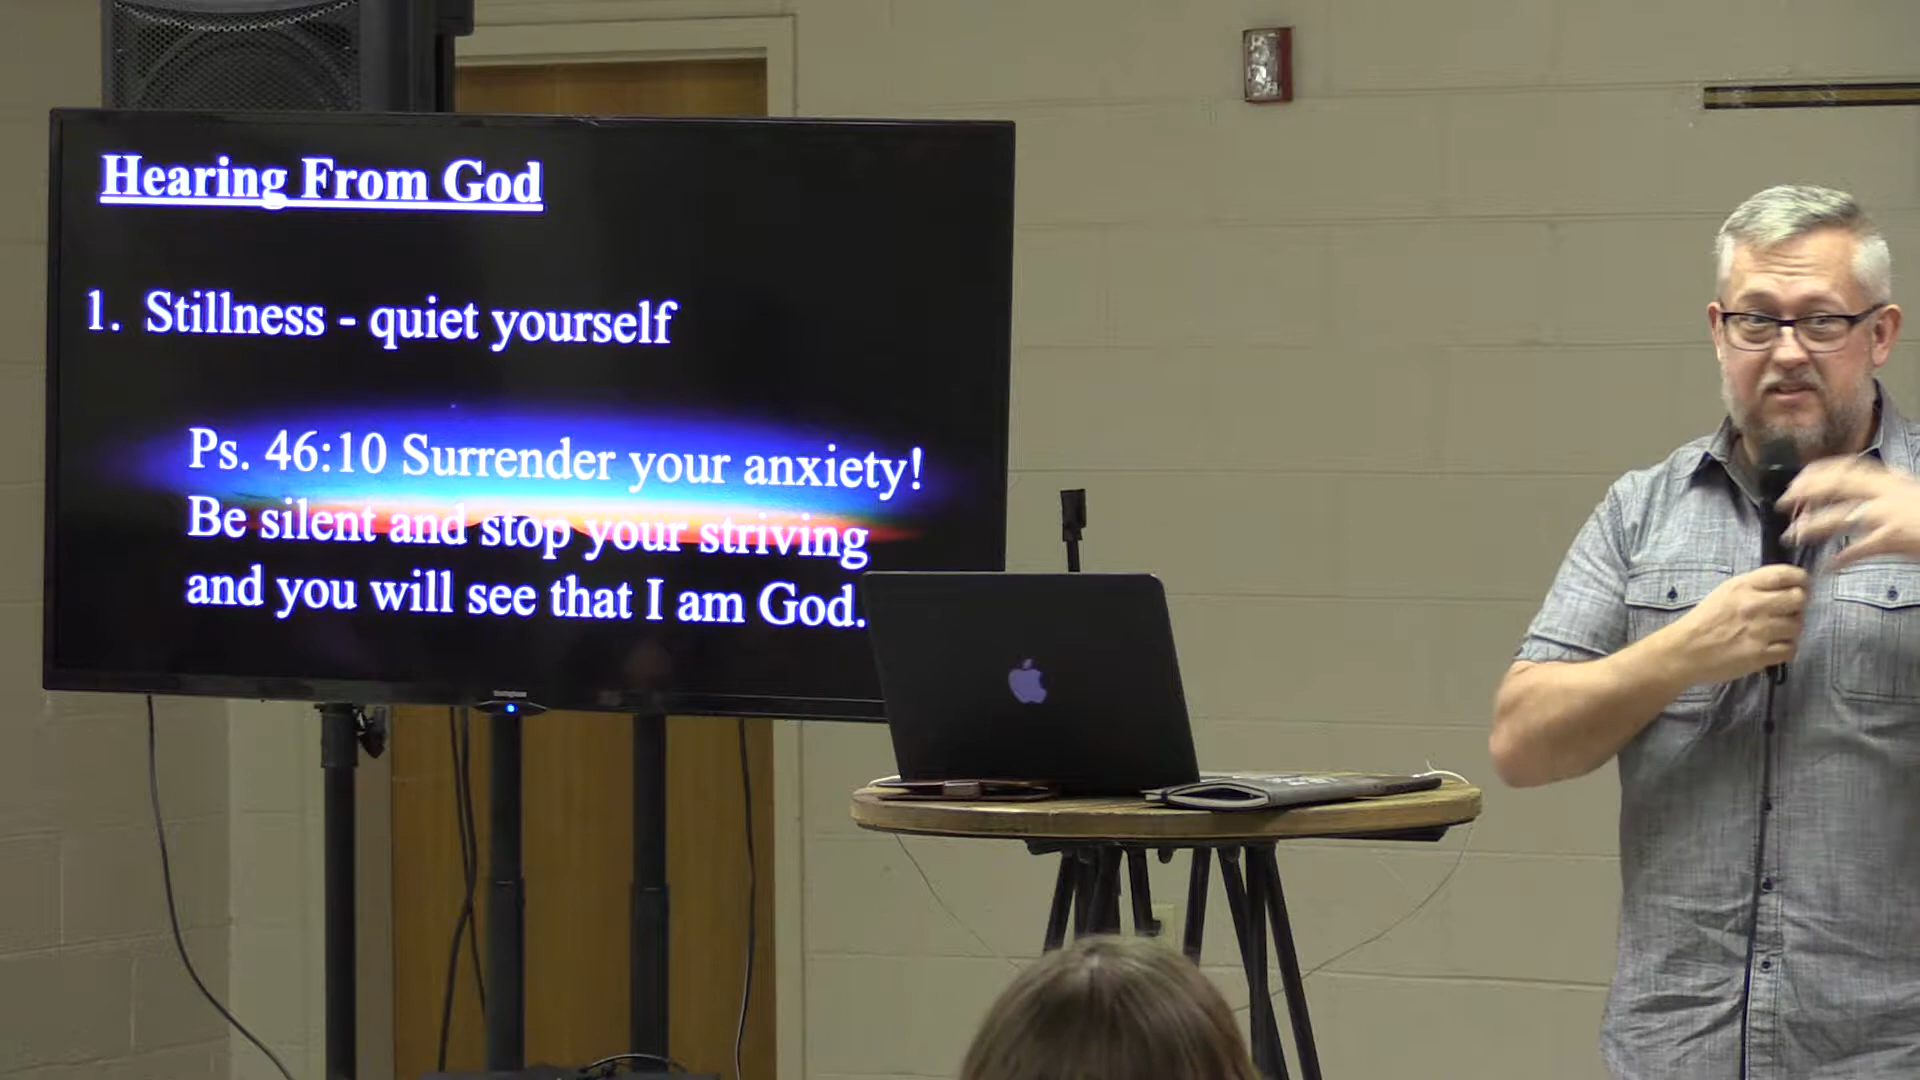 Hearing From God
1. Stillness - quiet yourself
Ps. 46:10 Surrender your anxiety!
Be silent and stop your striving
and you will see that I am God.
Westinghouse